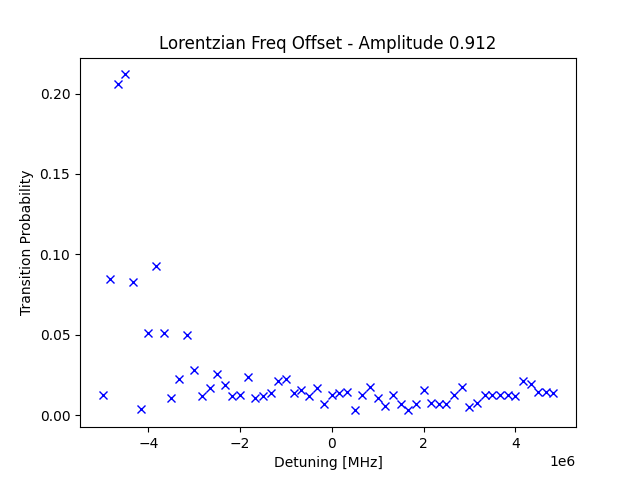 Lorentzian Freq Offset - Amplitude 0.912
Transition Probability
0.20
0.15
0.10
0.05
0.00
−4
−2
0
2
4
1e6
Detuning [MHz]